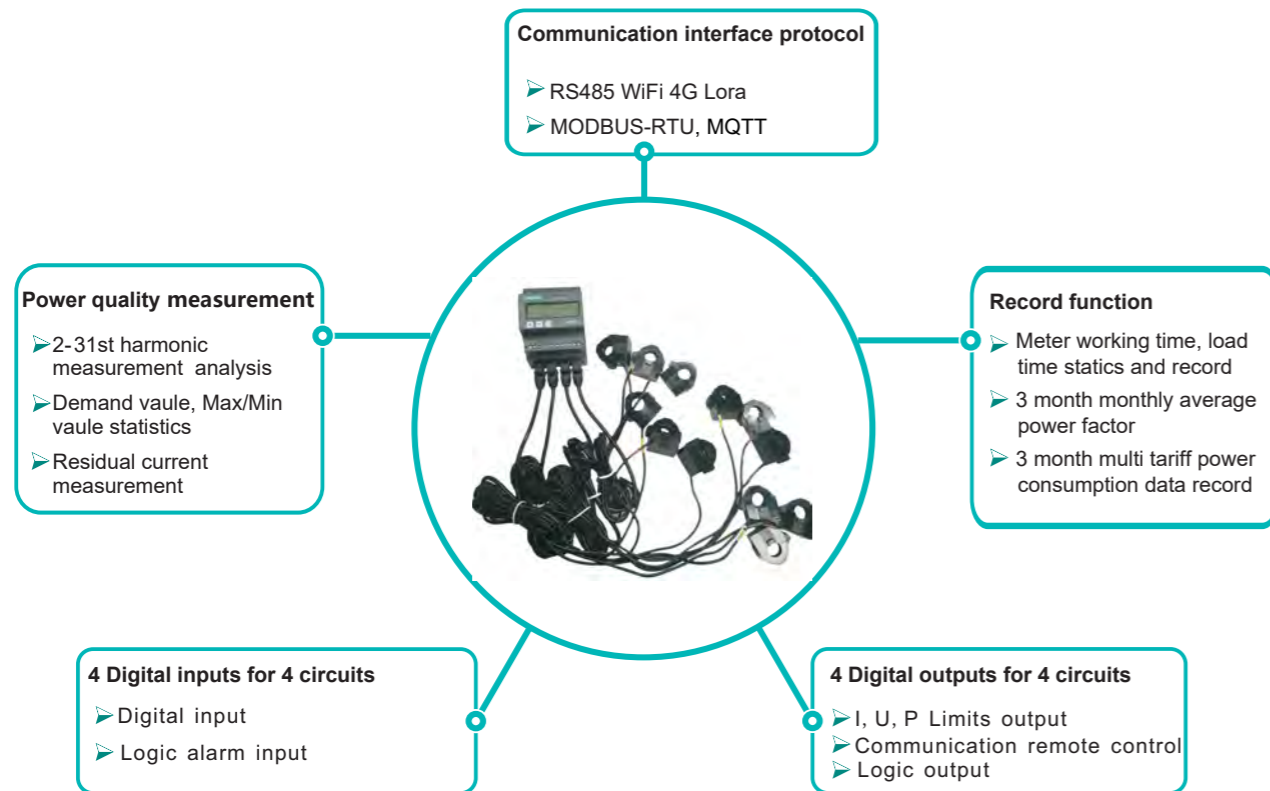 Communication interface protocol
RS485 WiFi 4G Lora
MODBUS-RTU, MQTT
Power quality measurement
2-31st harmonic
measurement analysis
Demand vaule, Max/Min
vaule statistics
Residual current
measurement
Record function
Meter working time, load
time statics and record
3 month monthly average
power factor
3 month multi tariff power
consumption data record
4 Digital inputs for 4 circuits
Digital input
Logic alarm input
4 Digital outputs for 4 circuits
I, U, P Limits output
Communication remote control
Logic output